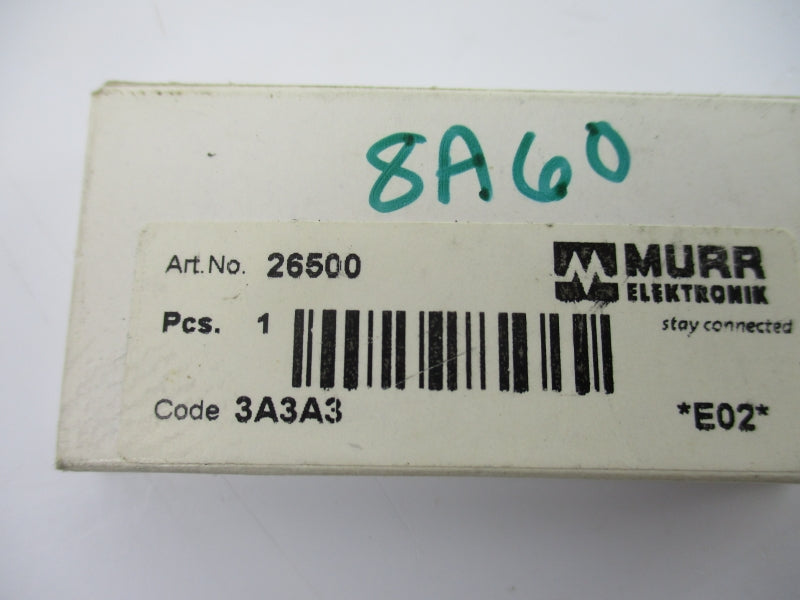 8A60
Art.No. 26500
MURR
ELEKTRONIK
stay connected
Pcs. 1
Code 3A3A3
*E02*